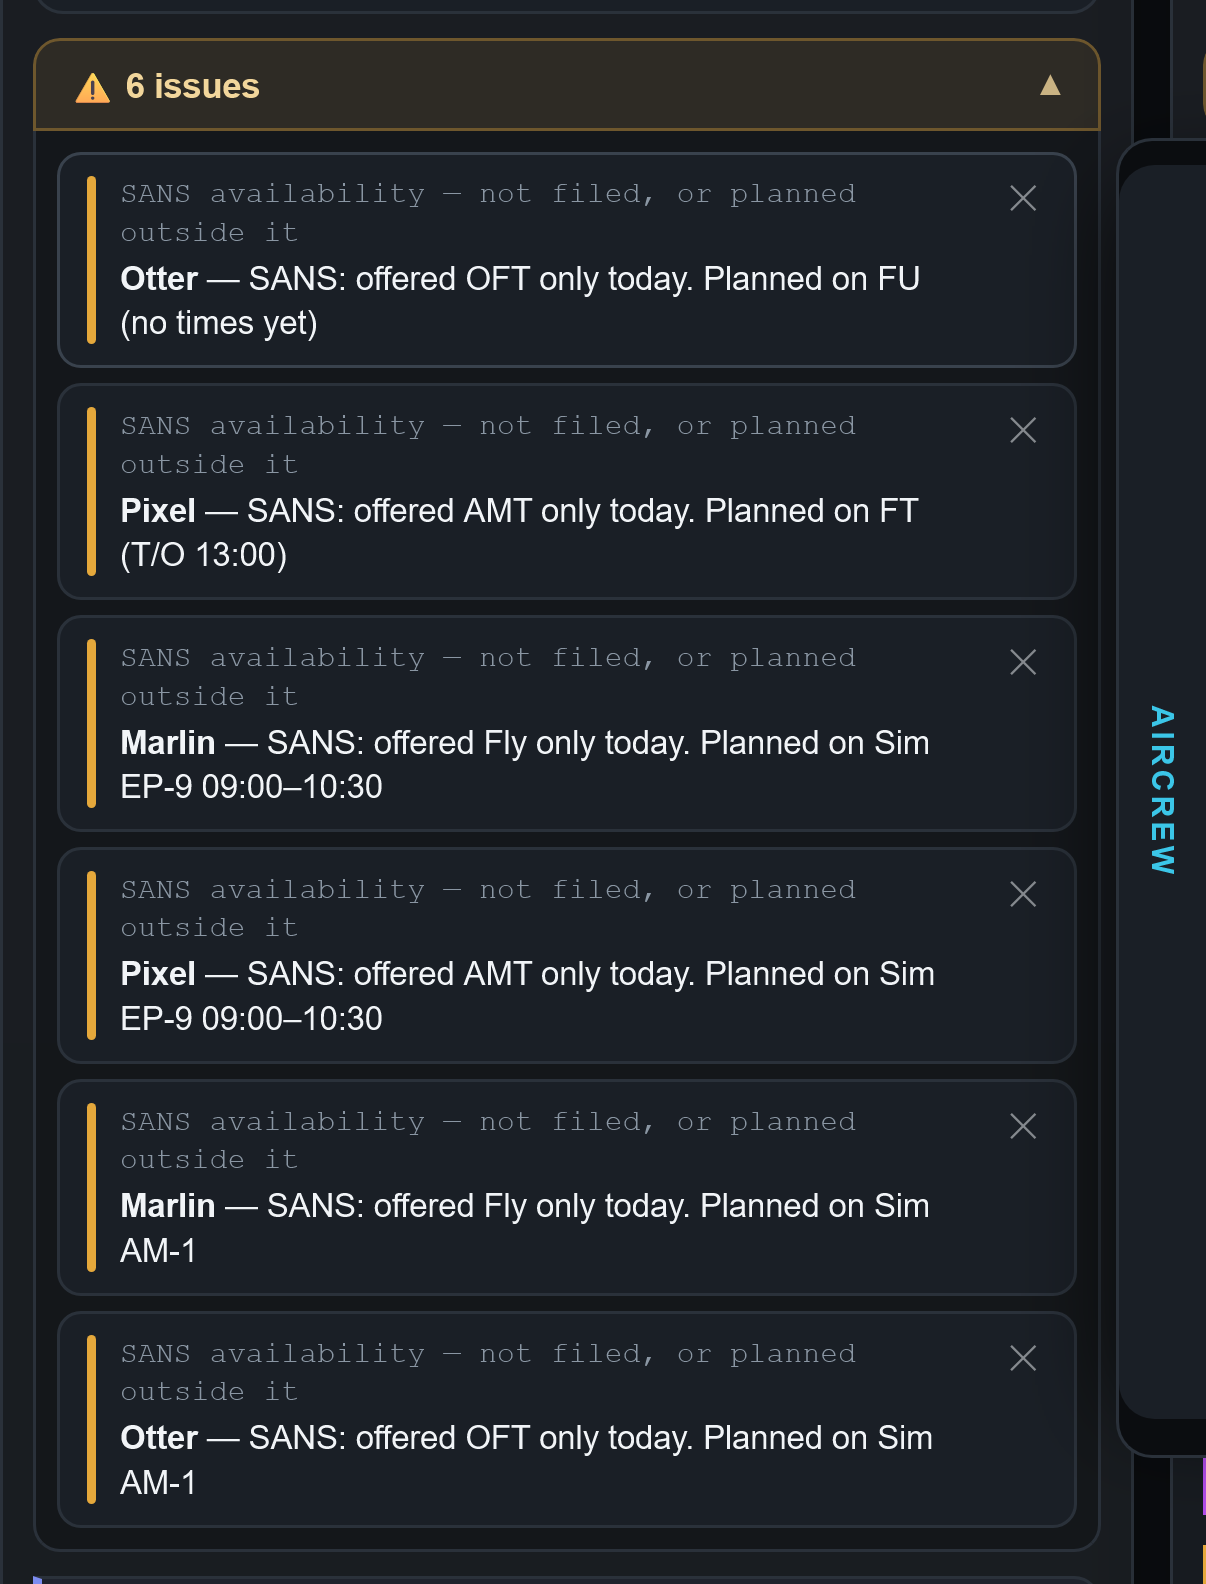 ⚠️ 6 issues ▲
SANS availability — not filed, or planned
outside it
Otter — SANS: offered OFT only today. Planned on FU
(no times yet)
SANS availability — not filed, or planned
outside it
Pixel — SANS: offered AMT only today. Planned on FT
(T/O 13:00)
SANS availability — not filed, or planned
outside it
Marlin — SANS: offered Fly only today. Planned on Sim
EP-9 09:00–10:30
SANS availability — not filed, or planned
outside it
Pixel — SANS: offered AMT only today. Planned on Sim
EP-9 09:00–10:30
SANS availability — not filed, or planned
outside it
Marlin — SANS: offered Fly only today. Planned on Sim
AM-1
SANS availability — not filed, or planned
outside it
Otter — SANS: offered OFT only today. Planned on Sim
AM-1
AIRCREW